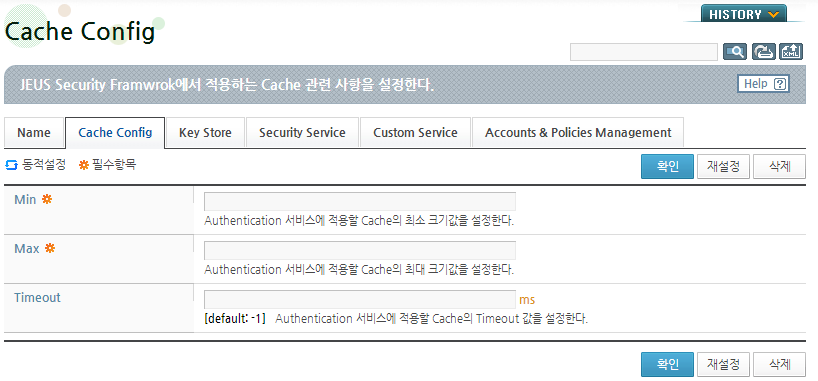 HISTORY
Cache Config
XML
JEUS Security Framwrok에서 적용하는 Cache 관련 사항을 설정한다.
Help
Name
Cache Config
Key Store
Security Service
Custom Service
Accounts & Policies Management
동적설정
필수항목
확인
재설정
삭제
Min
Authentication 서비스에 적용할 Cache의 최소 크기값을 설정한다.
Max
Authentication 서비스에 적용할 Cache의 최대 크기값을 설정한다.
Timeout
ms
[default: -1] Authentication 서비스에 적용할 Cache의 Timeout 값을 설정한다.
확인
재설정
삭제